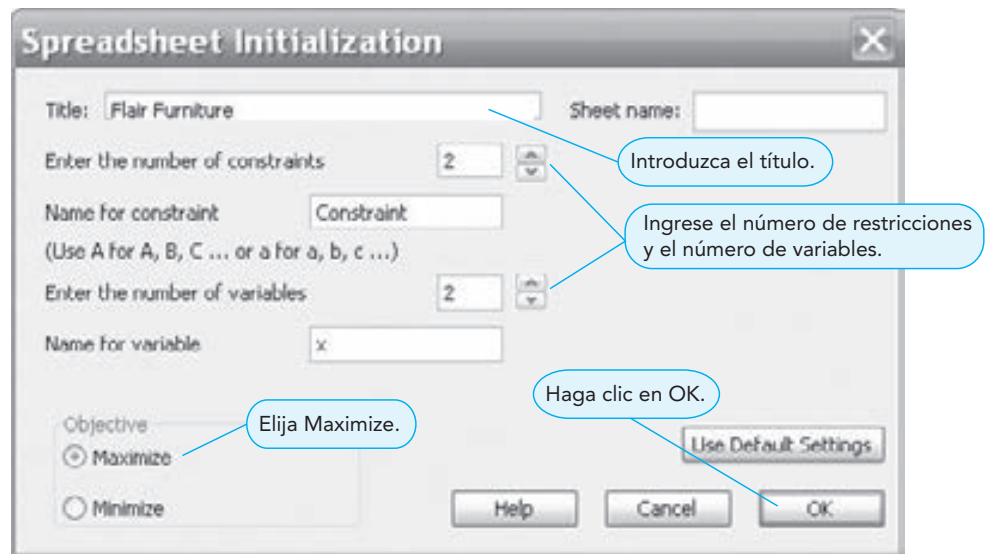 Spreadsheet Initialization
Title: Flair Furniture Sheet name:
Introduzca el título.
Enter the number of constraints 2
Name for constraint Constraint
Ingrese el número de restricciones
y el número de variables.
(Use A for A, B, C ... or a for a, b, c ...)
Enter the number of variables 2
Name for variable x
Haga clic en OK.
Objective
Elija Maximize.
Maximize
Use Default Settings
Minimize
Help Cancel OK